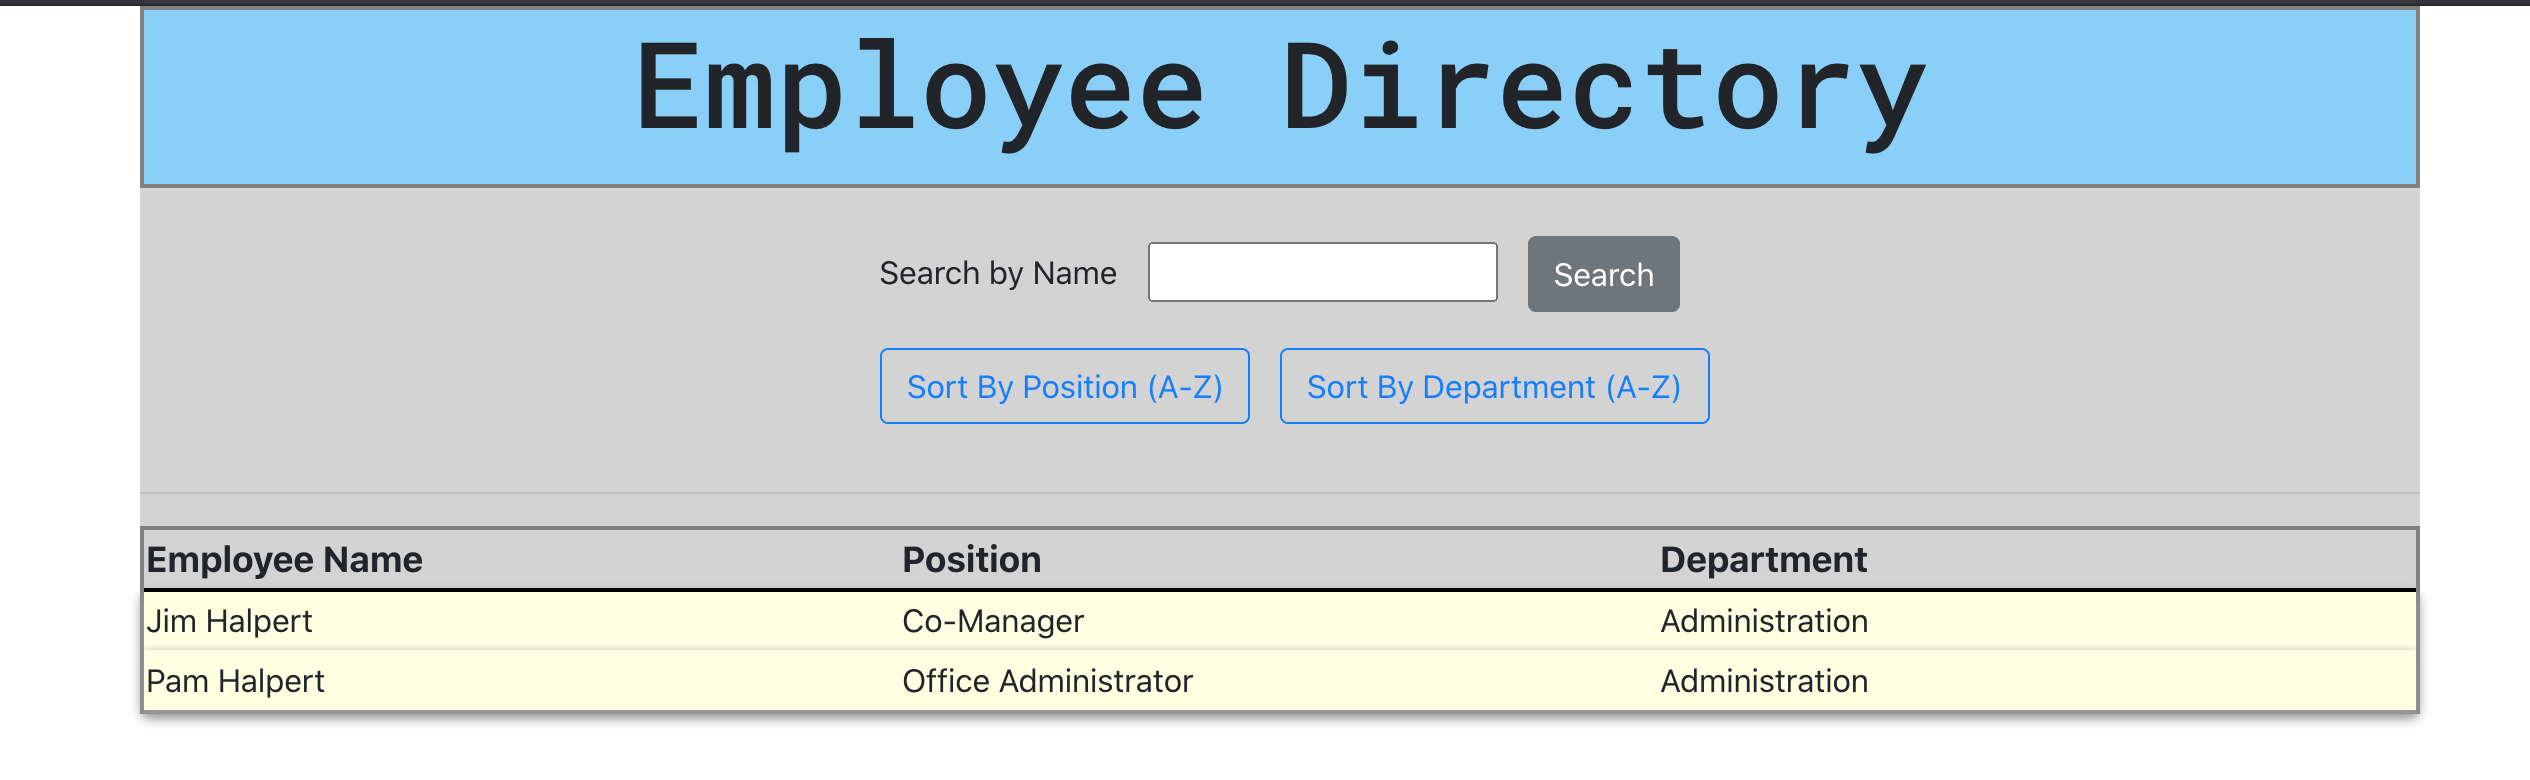 Employee Directory
Search by Name Search
Sort By Position (A-Z) Sort By Department (A-Z)
Employee Name Position Department
Jim Halpert Co-Manager Administration
Pam Halpert Office Administrator Administration